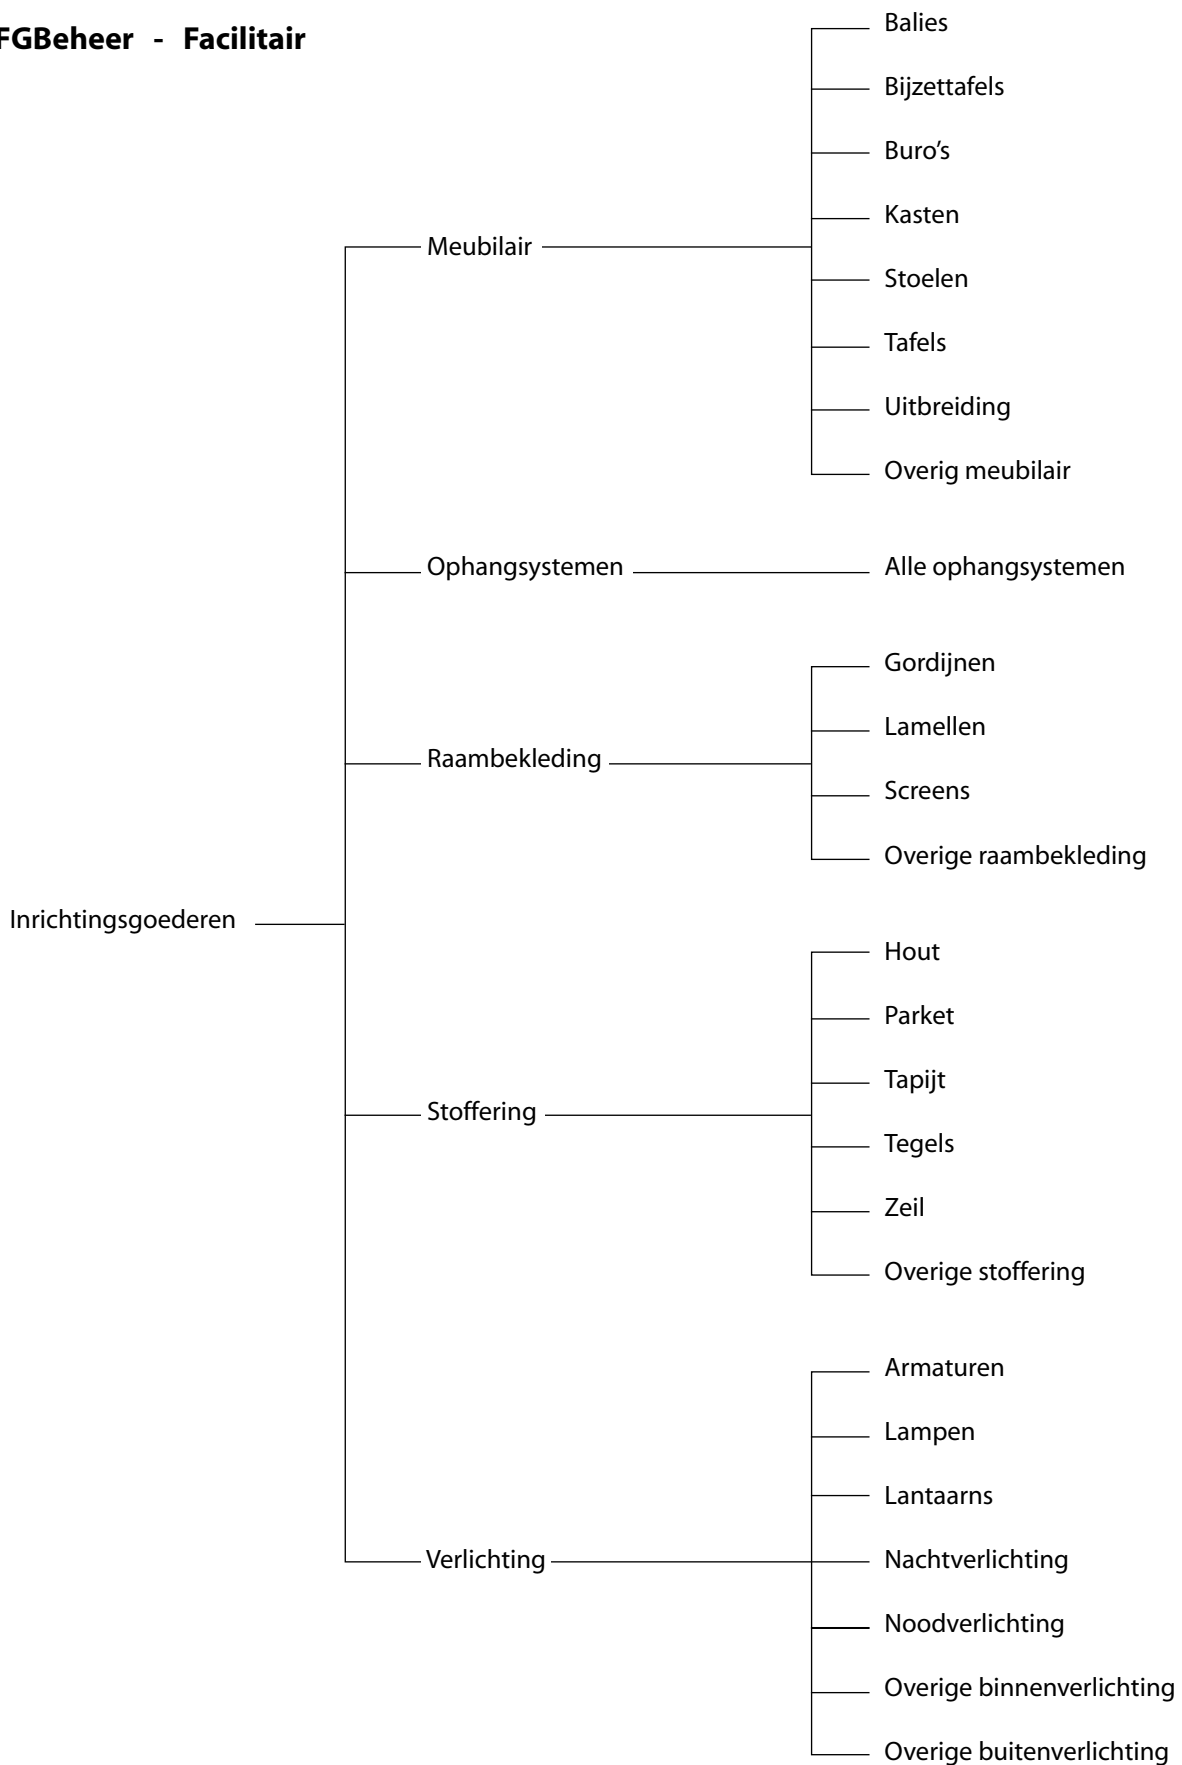 FGBeheer - Facilitair
Balies
Bijzettafels
Buro's
Kasten
Meubilair
Stoelen
Tafels
Uitbreiding
Overig meubilair
Ophangsystemen
Alle ophangsystemen
Gordijnen
Lamellen
Raambekleding
Screens
Overige raambekleding
Inrichtingsgoederen
Hout
Parket
Tapijt
Stoffering
Tegels
Zeil
Overige stoffering
Armaturen
Lampen
Lantaarns
Verlichting
Nachtverlichting
Noodverlichting
Overige binnenverlichting
Overige buitenverlichting